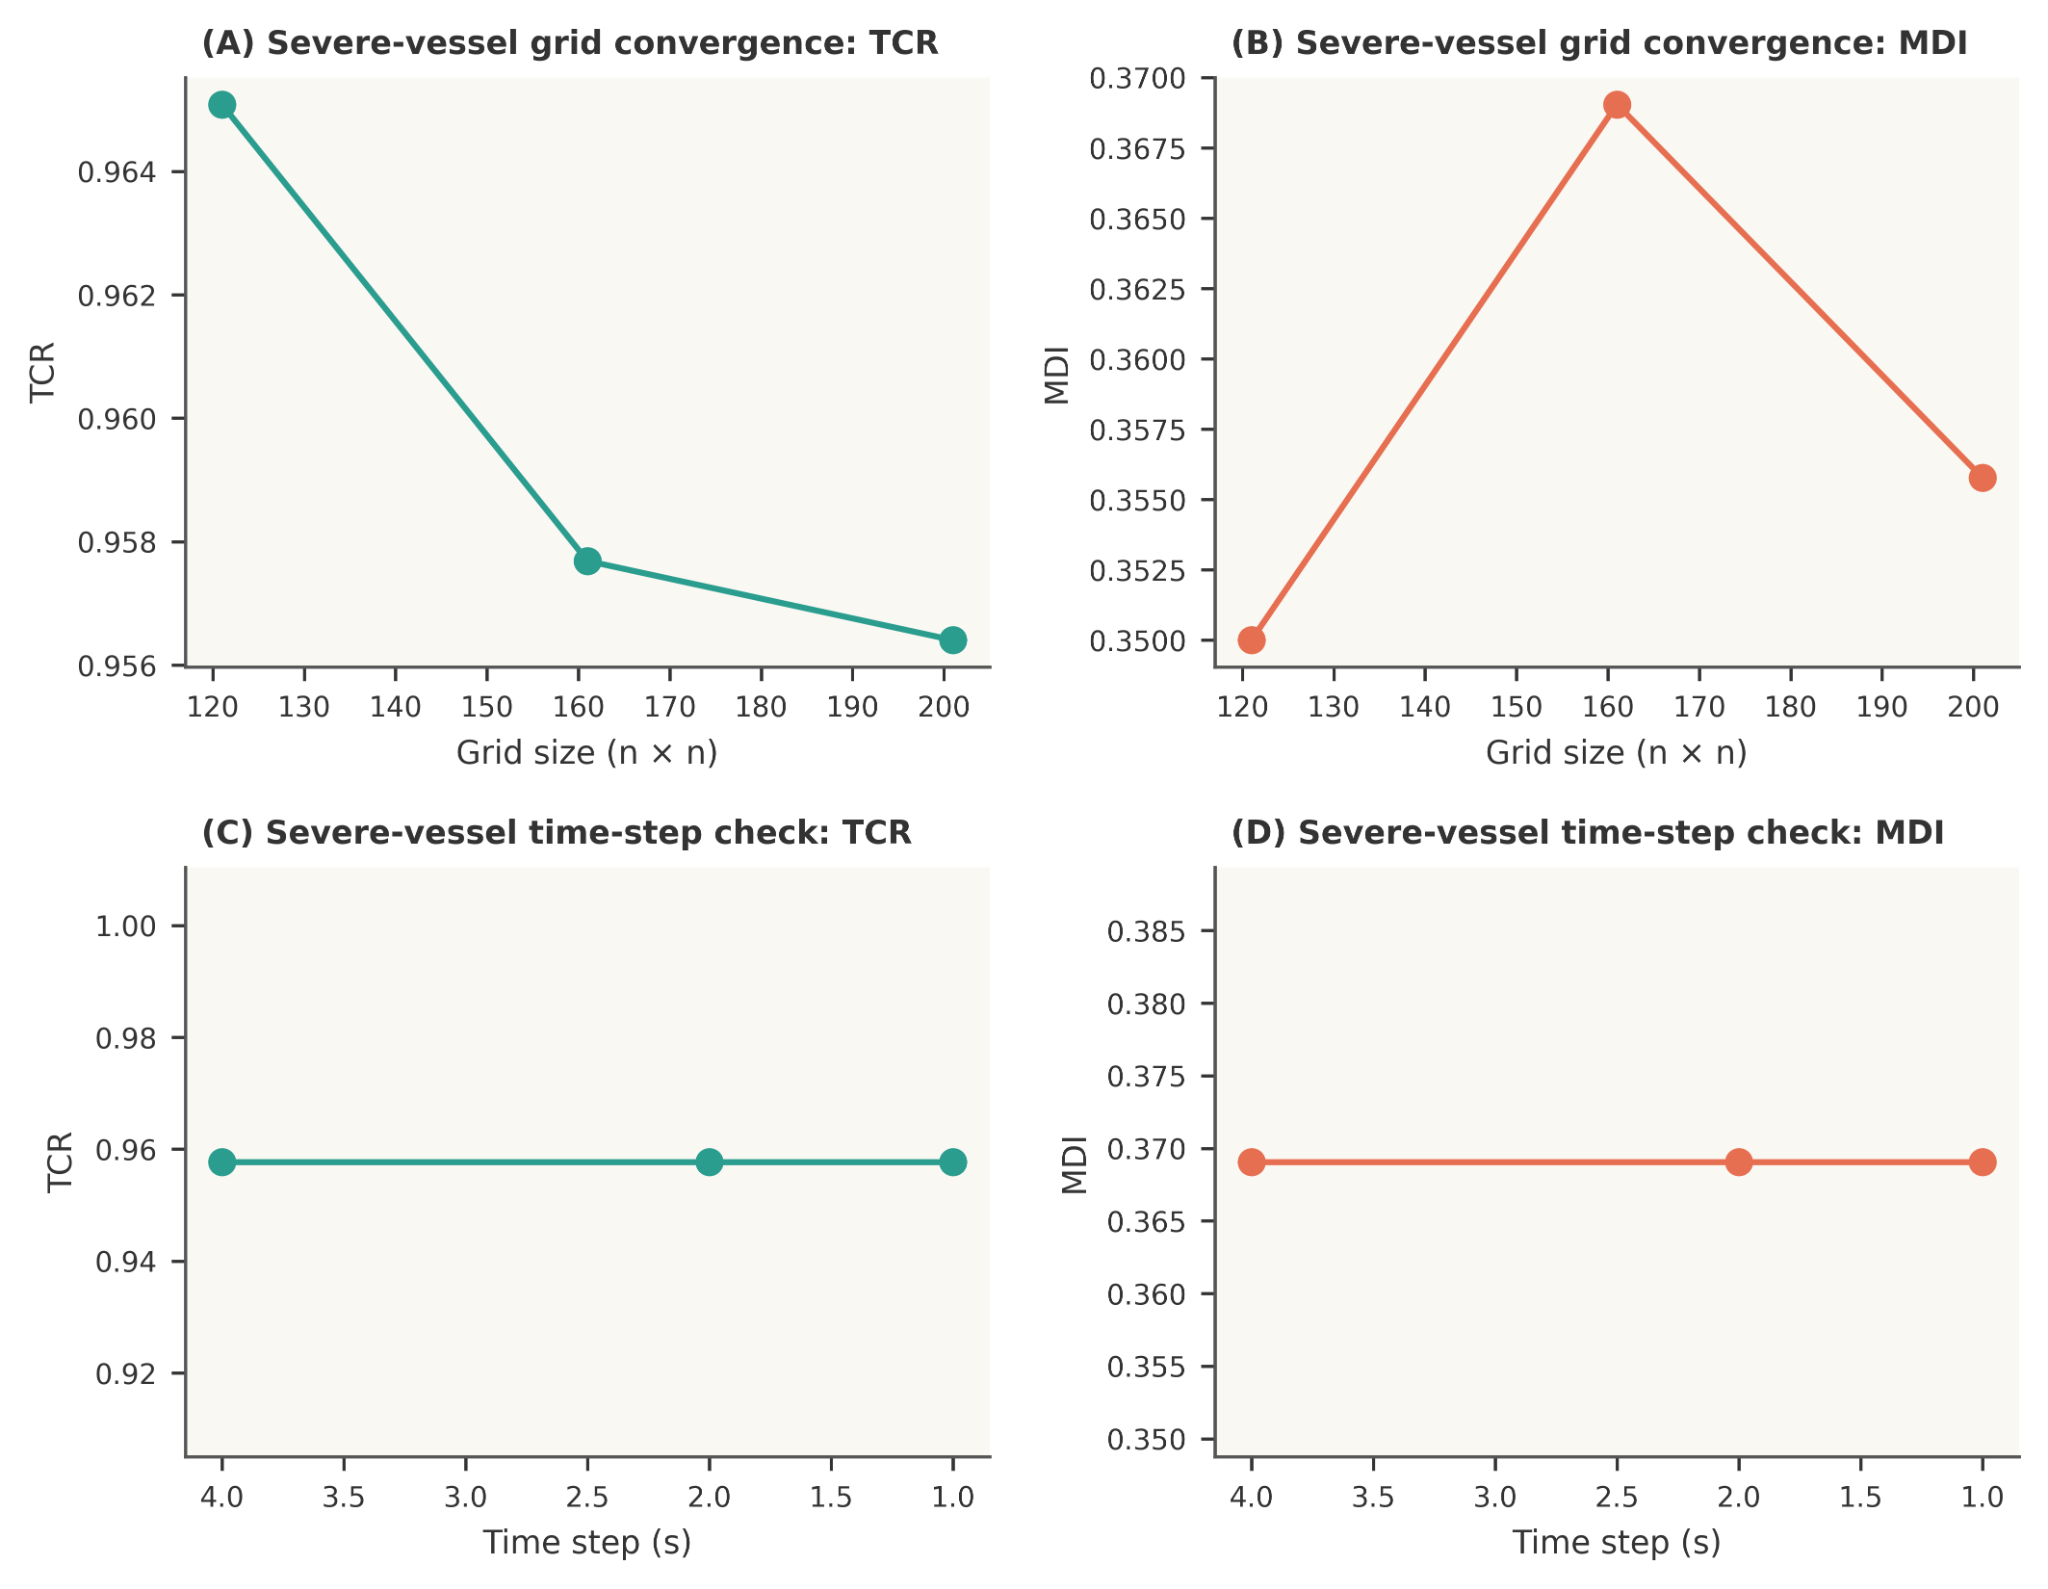 (A) Severe-vessel grid convergence: TCR
0.964
0.962
0.960
0.958
0.956
TCR
120 130 140 150 160 170 180 190 200
Grid size (n × n)
(B) Severe-vessel grid convergence: MDI
0.3700
0.3675
0.3650
0.3625
0.3600
0.3575
0.3550
0.3525
0.3500
MDI
120 130 140 150 160 170 180 190 200
Grid size (n × n)
(C) Severe-vessel time-step check: TCR
1.00
0.98
0.96
0.94
0.92
TCR
4.0 3.5 3.0 2.5 2.0 1.5 1.0
Time step (s)
(D) Severe-vessel time-step check: MDI
0.385
0.380
0.375
0.370
0.365
0.360
0.355
0.350
MDI
4.0 3.5 3.0 2.5 2.0 1.5 1.0
Time step (s)